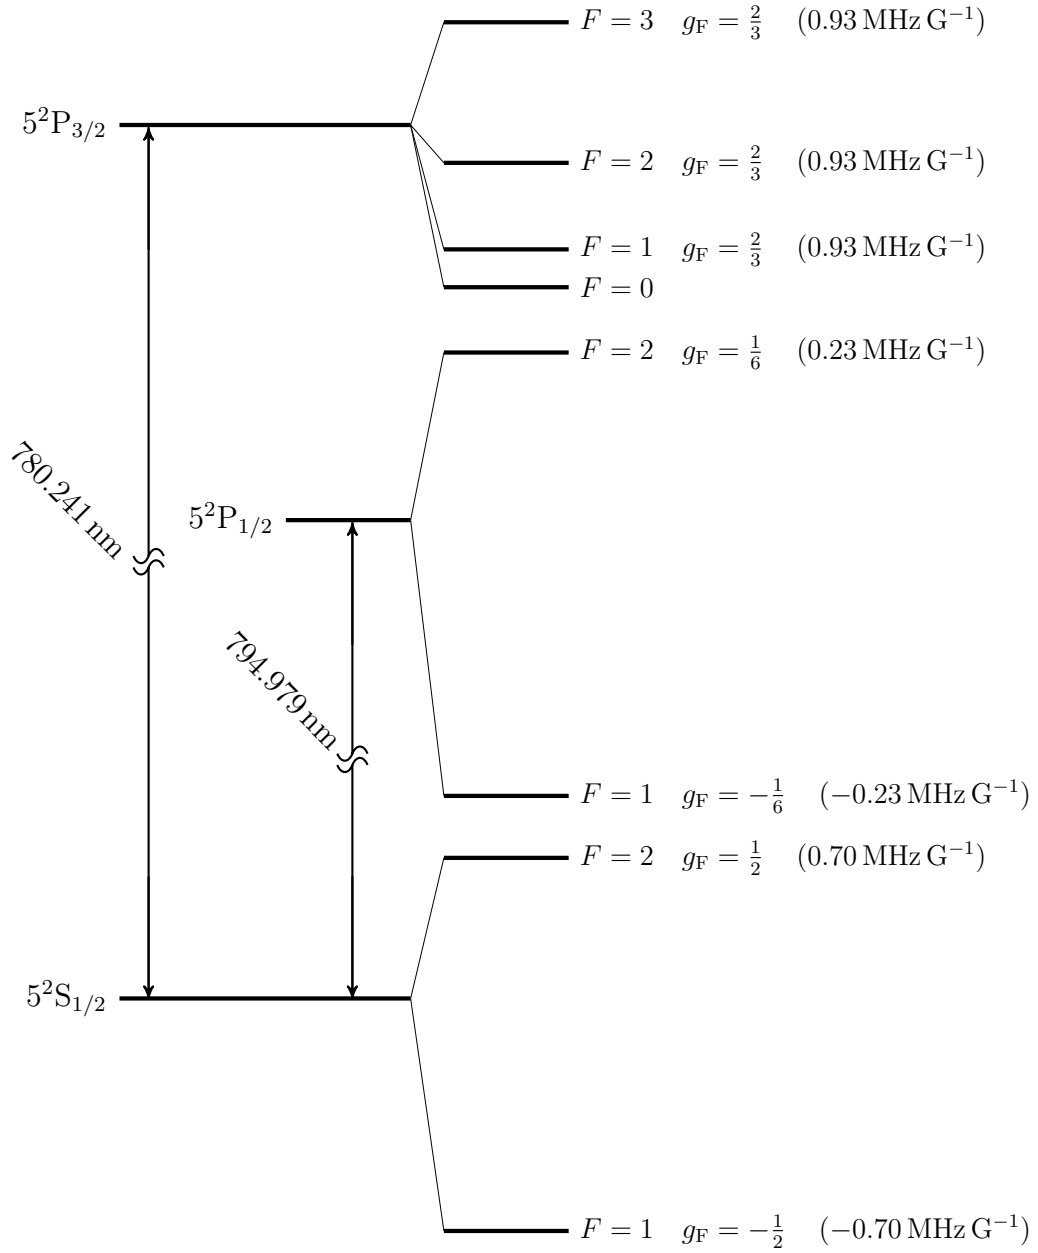 F = 3 g_F = 2/3 (0.93 MHz G⁻¹)
5²P₃/₂
F = 2 g_F = 2/3 (0.93 MHz G⁻¹)
F = 1 g_F = 2/3 (0.93 MHz G⁻¹)
F = 0
F = 2 g_F = 1/6 (0.23 MHz G⁻¹)
780.241 nm
5²P₁/₂
794.979 nm
F = 1 g_F = −1/6 (−0.23 MHz G⁻¹)
F = 2 g_F = 1/2 (0.70 MHz G⁻¹)
5²S₁/₂
F = 1 g_F = −1/2 (−0.70 MHz G⁻¹)